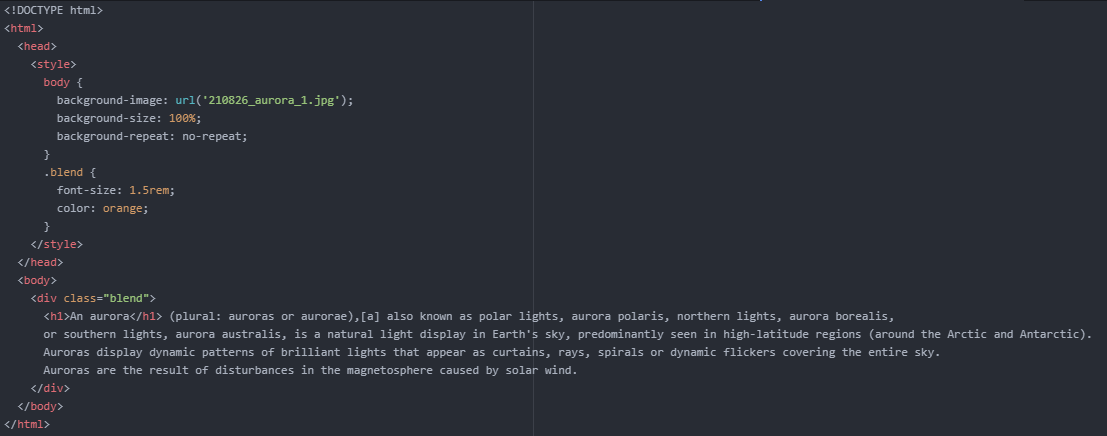 <!DOCTYPE html>
<html>
  <head>
    <style>
      body {
        background-image: url('210826_aurora_1.jpg');
        background-size: 100%;
        background-repeat: no-repeat;
      }
      .blend {
        font-size: 1.5rem;
        color: orange;
      }
    </style>
  </head>
  <body>
    <div class="blend">
      <h1>An aurora</h1> (plural: auroras or aurorae),[a] also known as polar lights, aurora polaris, northern lights, aurora borealis,
      or southern lights, aurora australis, is a natural light display in Earth's sky, predominantly seen in high-latitude regions (around the Arctic and Antarctic).
      Auroras display dynamic patterns of brilliant lights that appear as curtains, rays, spirals or dynamic flickers covering the entire sky.
      Auroras are the result of disturbances in the magnetosphere caused by solar wind.
    </div>
  </body>
</html>